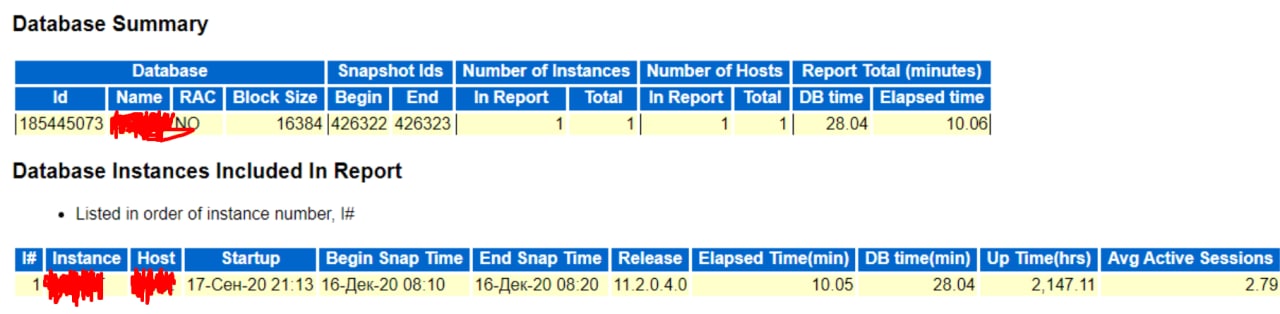 Database Summary
Database Snapshot Ids Number of Instances Number of Hosts Report Total (minutes)
Id Name RAC Block Size Begin End In Report Total In Report Total DB time Elapsed time
185445073 NO 16384 426322 426323 1 1 1 1 28.04 10.06
Database Instances Included In Report
• Listed in order of instance number, I#
I# Instance Host Startup Begin Snap Time End Snap Time Release Elapsed Time(min) DB time(min) Up Time(hrs) Avg Active Sessions
1 17-Сен-20 21:13 16-Дек-20 08:10 16-Дек-20 08:20 11.2.0.4.0 10.05 28.04 2,147.11 2.79